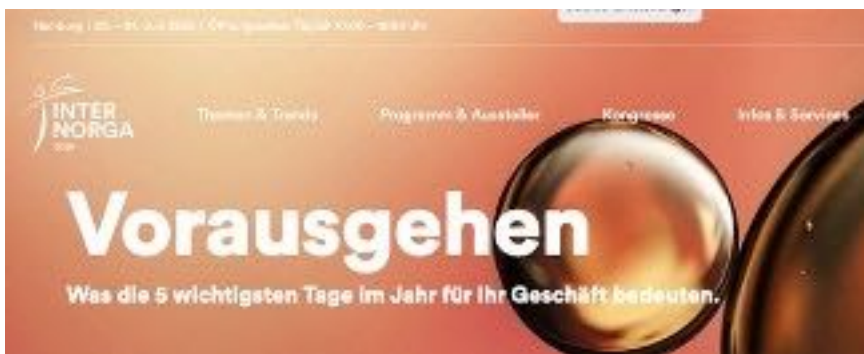 Hamburg
INTER
NORGA
Themen & Trends
Programm & Aussteller
Kongresse
Infos & Services
Vorausgehen
Was die 5 wichtigsten Tage im Jahr für Ihr Geschäft bedeuten.